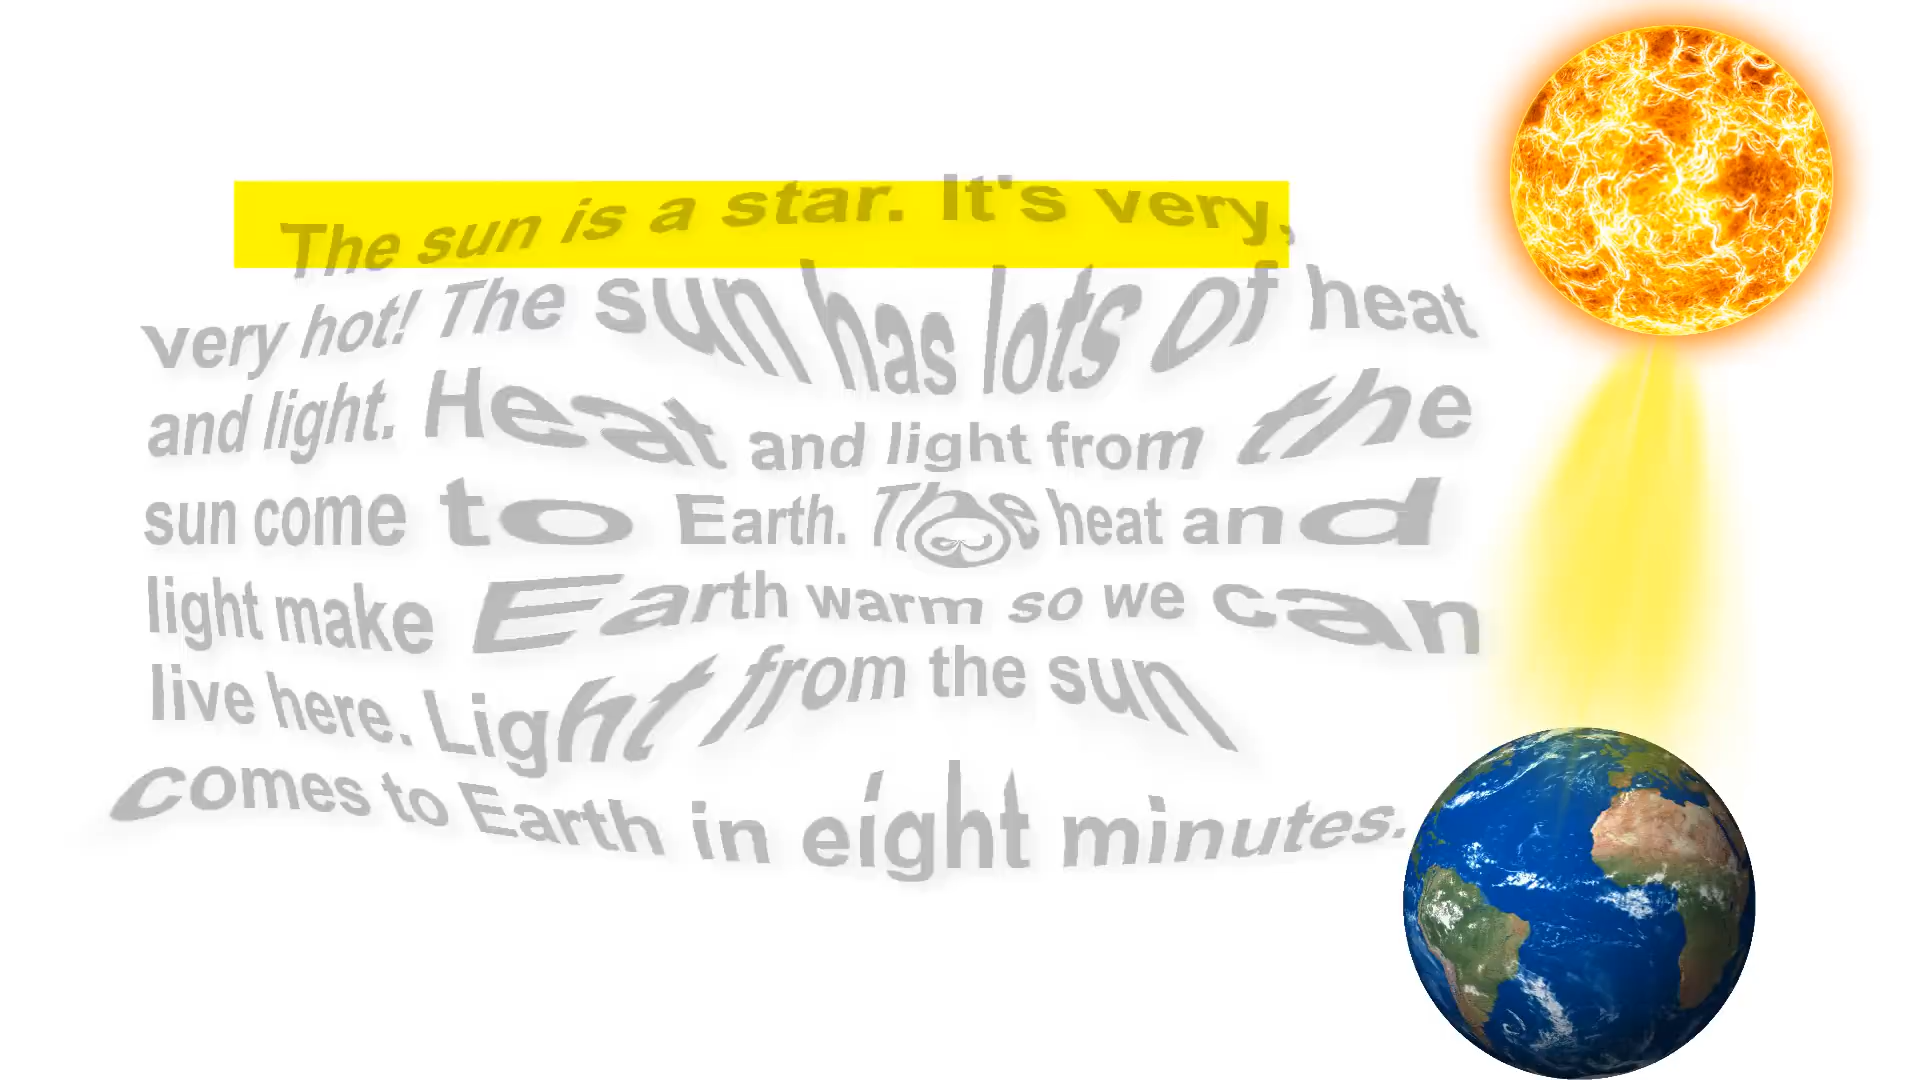 The sun is a star. It's very,
very hot! The sun has lots of heat
and light. Heat and light from the
sun come to Earth. The heat and
light make Earth warm so we can
live here. Light from the sun
comes to Earth in eight minutes.